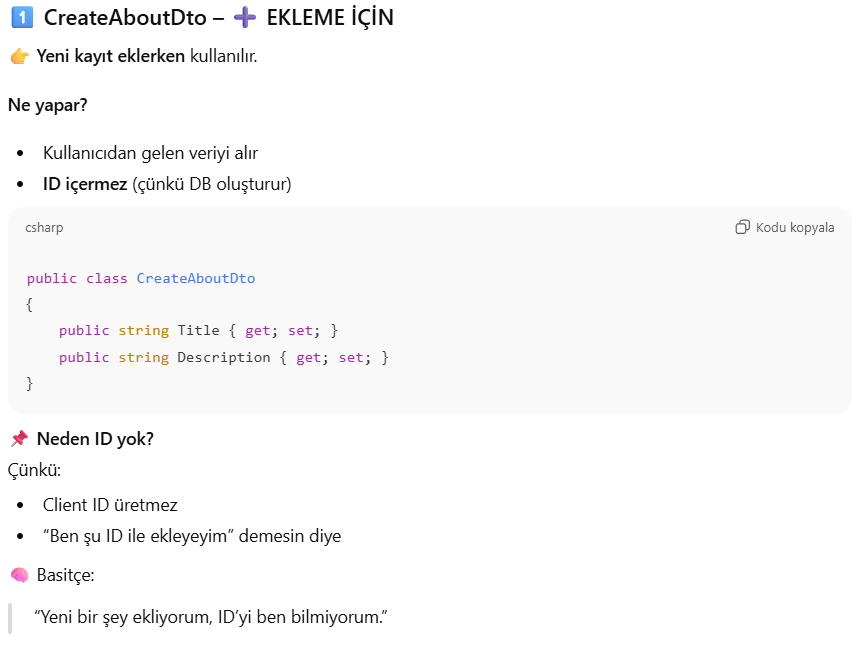 1 CreateAboutDto – ➕ EKLEME İÇİN
👉 Yeni kayıt eklerken kullanılır.
Ne yapar?
• Kullanıcıdan gelen veriyi alır
• ID içermez (çünkü DB oluşturur)
csharp
Kodu kopyala
public class CreateAboutDto
{
    public string Title { get; set; }
    public string Description { get; set; }
}
📌 Neden ID yok?
Çünkü:
• Client ID üretmez
• “Ben şu ID ile ekleyeyim” demesin diye
🧠 Basitçe:
“Yeni bir şey ekliyorum, ID’yi ben bilmiyorum.”